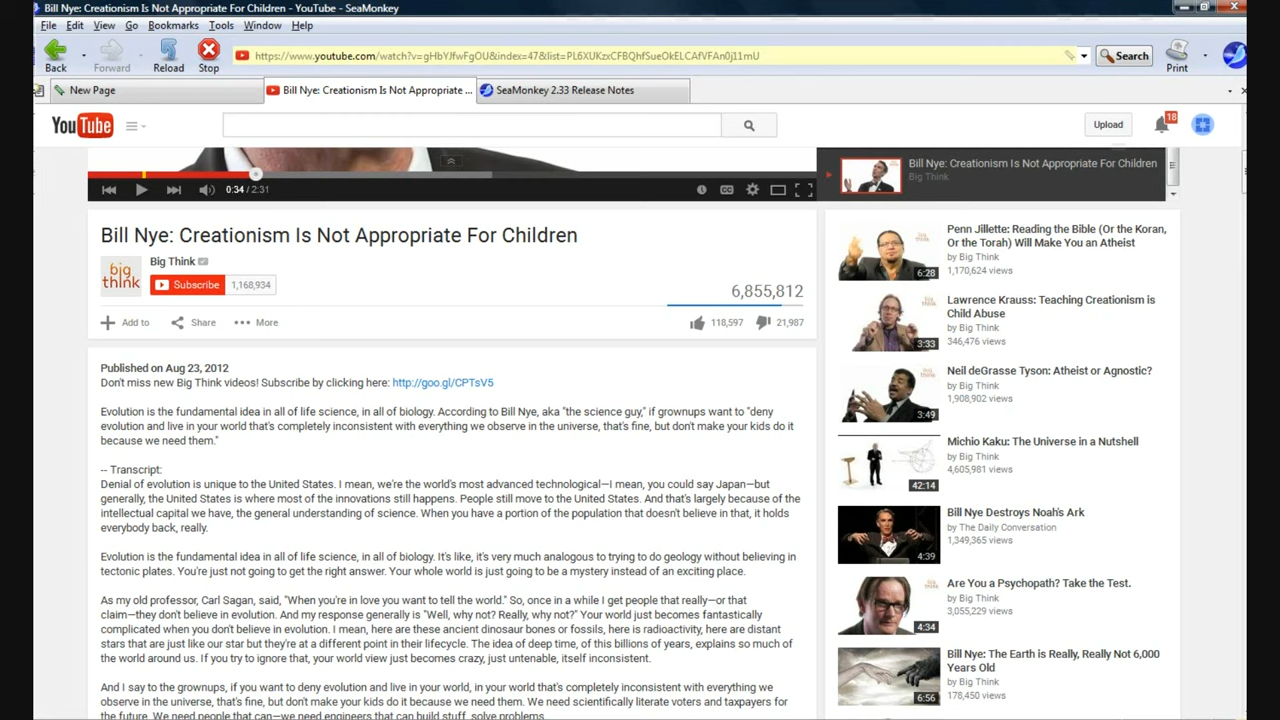 Bill Nye: Creationism Is Not Appropriate For Children - YouTube - SeaMonkey
File Edit View Go Bookmarks Tools Window Help
https://www.youtube.com/watch?v=gHbYJfwFgOU&index=47&list=PL6XUKzxCFBQhfSueOkELCAfVFAn0j11mU
Search
Back Forward Reload Stop Print
New Page
Bill Nye: Creationism Is Not Appropriate ...
SeaMonkey 2.33 Release Notes
YouTube
Upload
18
Bill Nye: Creationism Is Not Appropriate For Children
Big Think
0:34 / 2:31
CC
Bill Nye: Creationism Is Not Appropriate For Children
big think
Big Think
Subscribe 1,168,934
6,855,812
Add to Share More
118,597 21,987
Published on Aug 23, 2012
Don't miss new Big Think videos! Subscribe by clicking here: http://goo.gl/CPTsV5
Evolution is the fundamental idea in all of life science, in all of biology. According to Bill Nye, aka "the science guy," if grownups want to "deny
evolution and live in your world that's completely inconsistent with everything we observe in the universe, that's fine, but don't make your kids do it
because we need them."
-- Transcript:
Denial of evolution is unique to the United States. I mean, we're the world's most advanced technological—I mean, you could say Japan—but
generally, the United States is where most of the innovations still happens. People still move to the United States. And that's largely because of the
intellectual capital we have, the general understanding of science. When you have a portion of the population that doesn't believe in that, it holds
everybody back, really.
Evolution is the fundamental idea in all of life science, in all of biology. It's like, it's very much analogous to trying to do geology without believing in
tectonic plates. You're just not going to get the right answer. Your whole world is just going to be a mystery instead of an exciting place.
As my old professor, Carl Sagan, said, "When you're in love you want to tell the world." So, once in a while I get people that really—or that
claim—they don't believe in evolution. And my response generally is "Well, why not? Really, why not?" Your world just becomes fantastically
complicated when you don't believe in evolution. I mean, here are these ancient dinosaur bones or fossils, here is radioactivity, here are distant
stars that are just like our star but they're at a different point in their lifecycle. The idea of deep time, of this billions of years, explains so much of
the world around us. If you try to ignore that, your world view just becomes crazy, just untenable, itself inconsistent.
And I say to the grownups, if you want to deny evolution and live in your world, in your world that's completely inconsistent with everything we
observe in the universe, that's fine, but don't make your kids do it because we need them. We need scientifically literate voters and taxpayers for
the future. We need people that can—we need engineers that can build stuff, solve problems
Penn Jillette: Reading the Bible (Or the Koran,
Or the Torah) Will Make You an Atheist
by Big Think
1,170,624 views
6:28
Lawrence Krauss: Teaching Creationism is
Child Abuse
by Big Think
346,476 views
3:33
Neil deGrasse Tyson: Atheist or Agnostic?
by Big Think
1,908,902 views
3:49
Michio Kaku: The Universe in a Nutshell
by Big Think
4,605,981 views
42:14
Bill Nye Destroys Noah's Ark
by The Daily Conversation
1,349,365 views
4:39
Are You a Psychopath? Take the Test.
by Big Think
3,055,229 views
4:34
Bill Nye: The Earth is Really, Really Not 6,000
Years Old
by Big Think
178,450 views
6:56